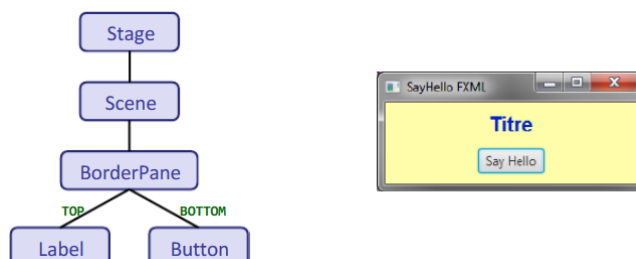 Stage
Scene
BorderPane
TOP
BOTTOM
Label
Button
SayHello FXML
Titre
Say Hello